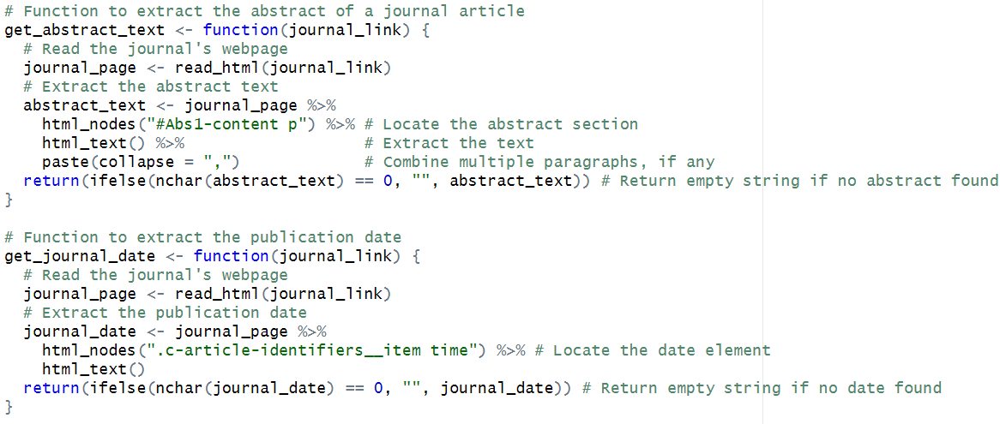 # Function to extract the abstract of a journal article
get_abstract_text <- function(journal_link) {
  # Read the journal's webpage
  journal_page <- read_html(journal_link)
  # Extract the abstract text
  abstract_text <- journal_page %>%
    html_nodes("#Abs1-content p") %>% # Locate the abstract section
    html_text() %>%                   # Extract the text
    paste(collapse = ",")             # Combine multiple paragraphs, if any
  return(ifelse(nchar(abstract_text) == 0, "", abstract_text)) # Return empty string if no abstract found
}

# Function to extract the publication date
get_journal_date <- function(journal_link) {
  # Read the journal's webpage
  journal_page <- read_html(journal_link)
  # Extract the publication date
  journal_date <- journal_page %>%
    html_nodes(".c-article-identifiers__item time") %>% # Locate the date element
    html_text()
  return(ifelse(nchar(journal_date) == 0, "", journal_date)) # Return empty string if no date found
}